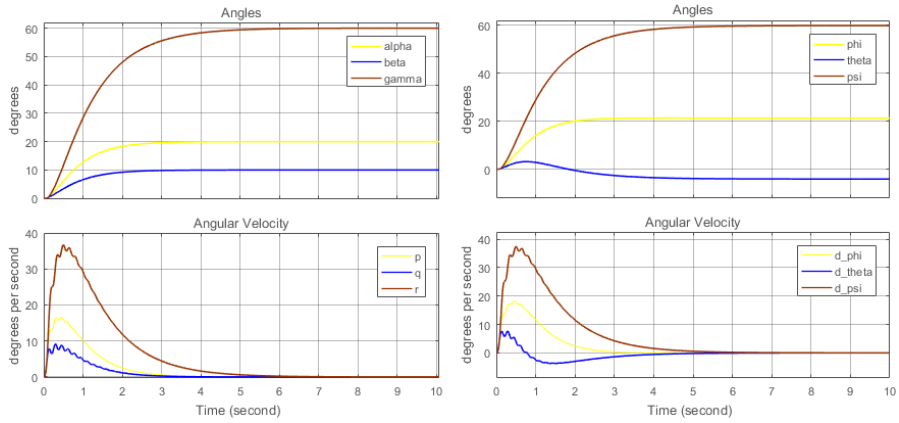 Angles
degrees
60
50
40
30
20
10
0
alpha
beta
gamma
Angular Velocity
degrees per second
40
30
20
10
0
p
q
r
0 1 2 3 4 5 6 7 8 9 10
Time (second)
Angles
degrees
60
40
20
0
phi
theta
psi
Angular Velocity
degrees per second
40
30
20
10
0
d_phi
d_theta
d_psi
0 1 2 3 4 5 6 7 8 9 10
Time (second)